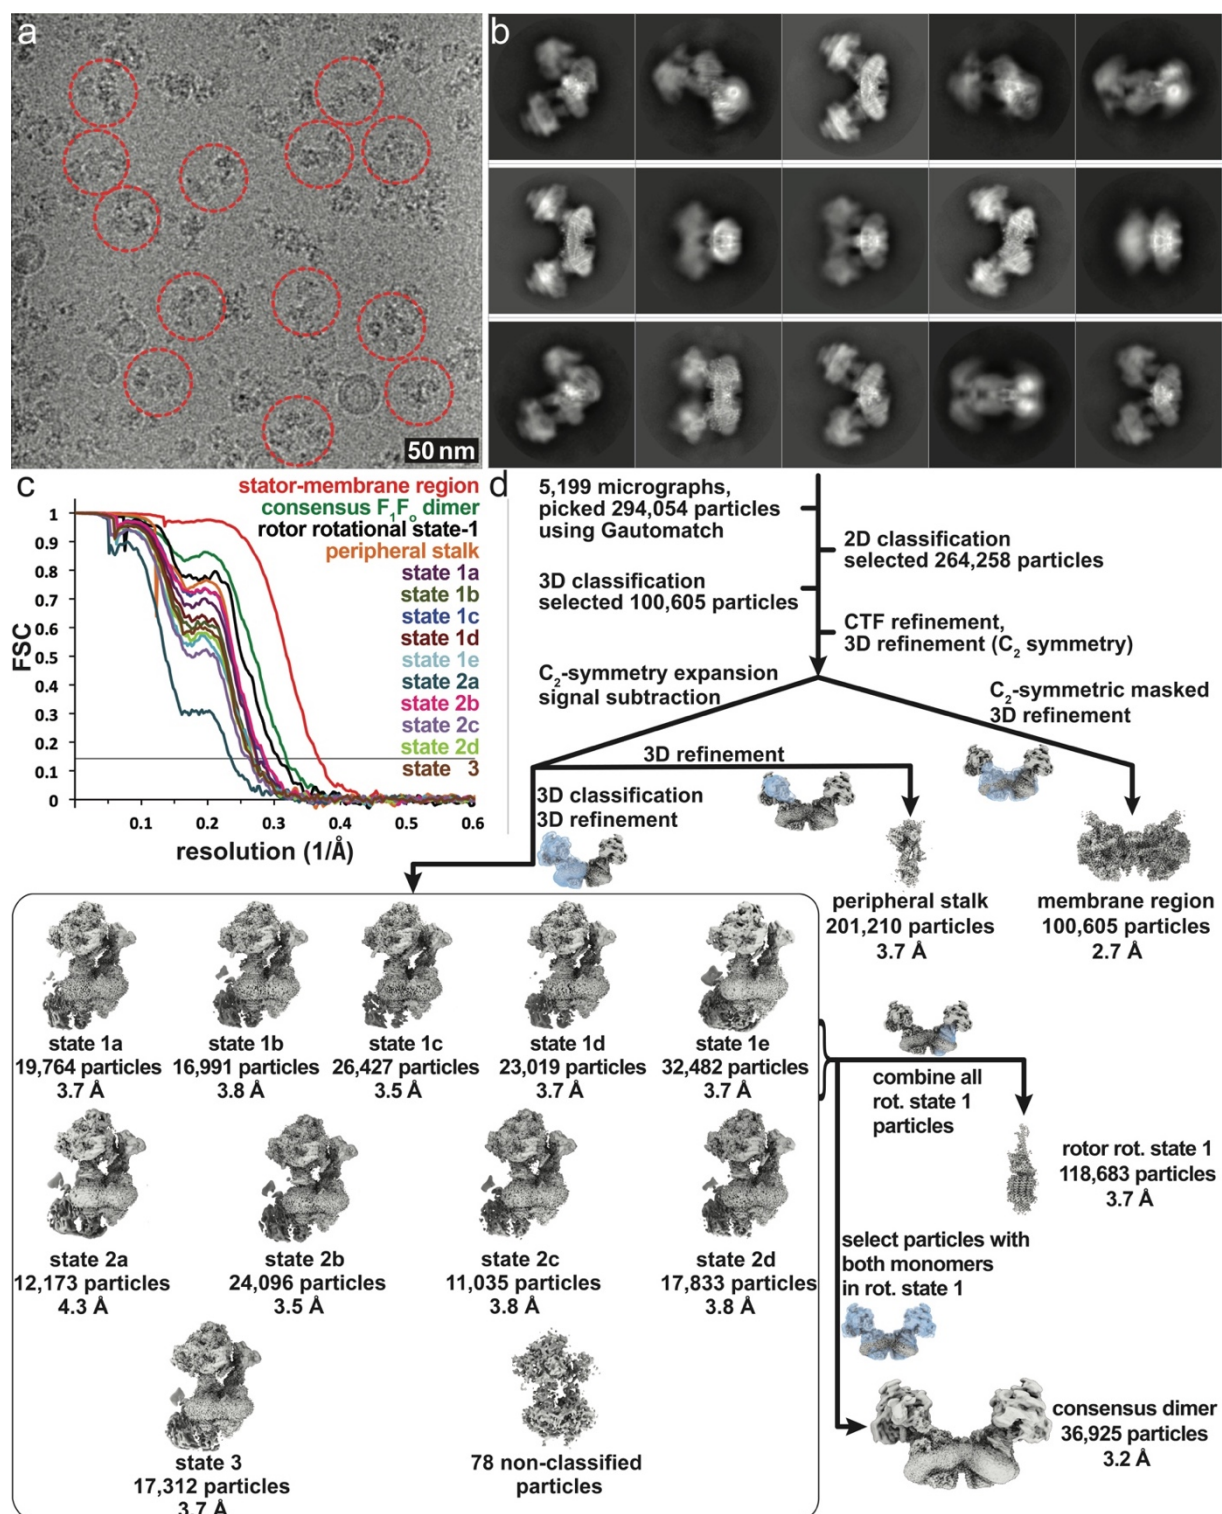 a
50 nm
b
c
stator-membrane region
consensus F₁Fₒ dimer
rotor rotational state-1
peripheral stalk
state 1a
state 1b
state 1c
state 1d
state 1e
state 2a
state 2b
state 2c
state 2d
state 3
FSC
1
0.9
0.8
0.7
0.6
0.5
0.4
0.3
0.2
0.1
0
0.1 0.2 0.3 0.4 0.5 0.6
resolution (1/Å)
d
5,199 micrographs,
picked 294,054 particles
using Gautomatch
2D classification
selected 264,258 particles
3D classification
selected 100,605 particles
CTF refinement,
3D refinement (C₂ symmetry)
C₂-symmetry expansion
signal subtraction
C₂-symmetric masked
3D refinement
3D refinement
3D classification
3D refinement
peripheral stalk
201,210 particles
3.7 Å
membrane region
100,605 particles
2.7 Å
state 1a
19,764 particles
3.7 Å
state 1b
16,991 particles
3.8 Å
state 1c
26,427 particles
3.5 Å
state 1d
23,019 particles
3.7 Å
state 1e
32,482 particles
3.7 Å
combine all
rot. state 1
particles
rotor rot. state 1
118,683 particles
3.7 Å
state 2a
12,173 particles
4.3 Å
state 2b
24,096 particles
3.5 Å
state 2c
11,035 particles
3.8 Å
state 2d
17,833 particles
3.8 Å
select particles with
both monomers
in rot. state 1
state 3
17,312 particles
3.7 Å
78 non-classified
particles
consensus dimer
36,925 particles
3.2 Å